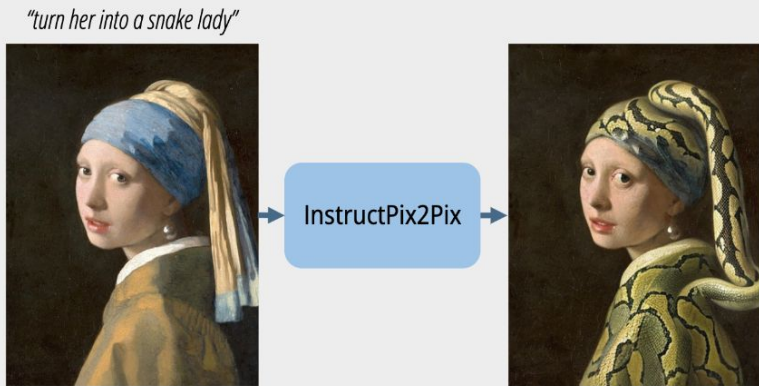 "turn her into a snake lady"
InstructPix2Pix